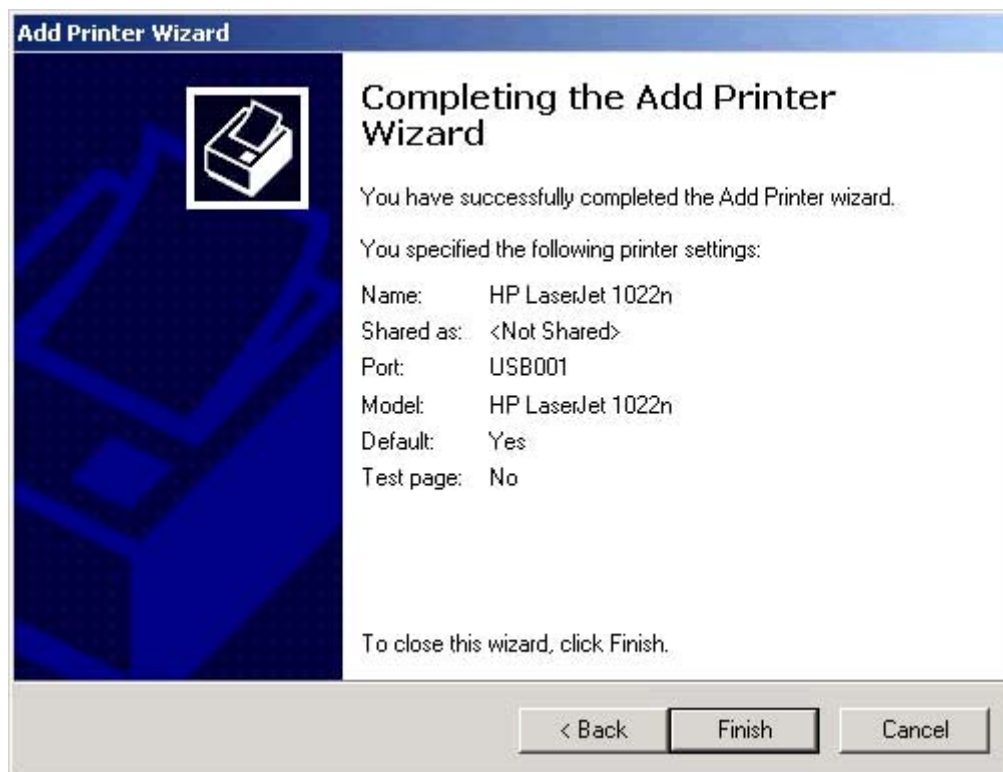 Add Printer Wizard
Completing the Add Printer
Wizard
You have successfully completed the Add Printer wizard.
You specified the following printer settings:
Name: HP LaserJet 1022n
Shared as: <Not Shared>
Port: USB001
Model: HP LaserJet 1022n
Default: Yes
Test page: No
To close this wizard, click Finish.
< Back Finish Cancel